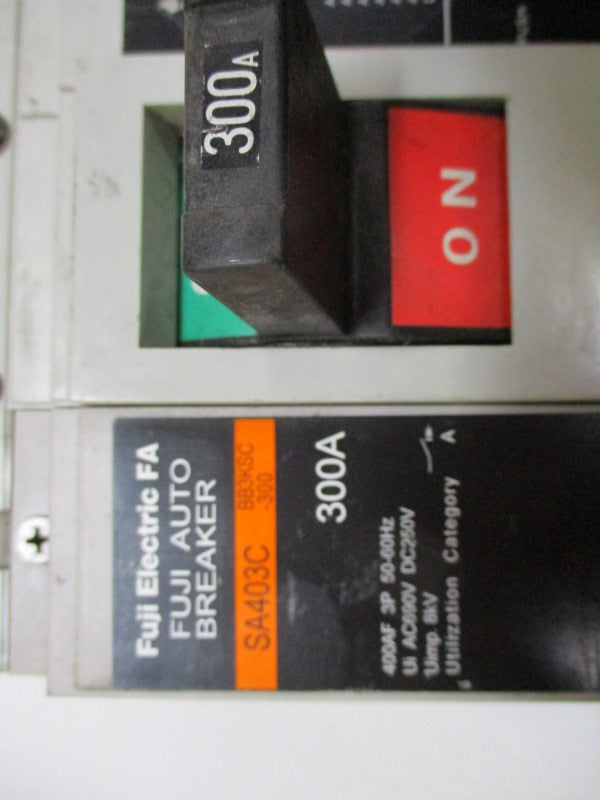 300A
ON
Fuji Electric FA
FUJI AUTO
BREAKER
SA403C
BB3KSC
-300
300A
400AF 3P 50-60Hz
Ui AC690V DC250V
Uimp 8kV
Utilization Category A